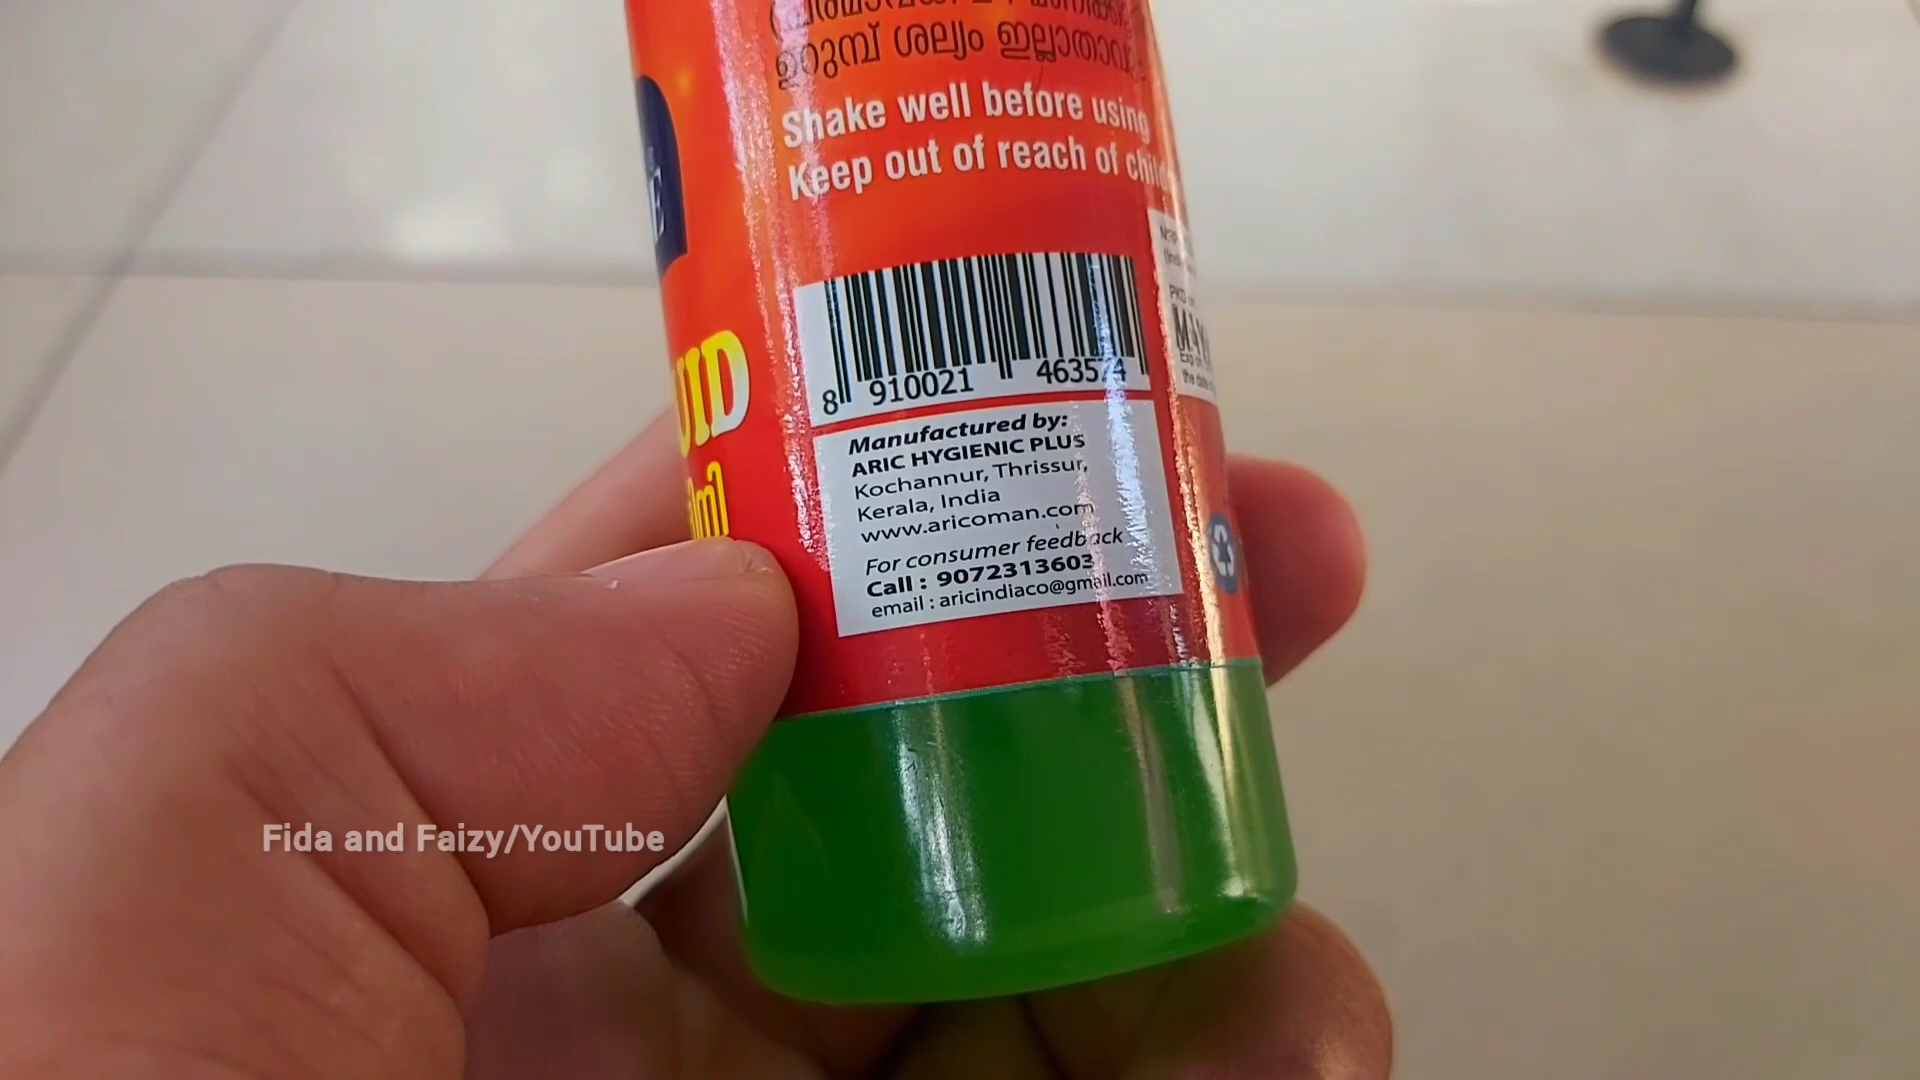 ഉറുമ്പ് ശല്യം
Shake well before using
Keep out of reach of
UID
8 910021 463574
Manufactured by:
ARIC HYGIENIC PLUS
Kochannur, Thrissur,
Kerala, India
www.aricoman.com
For consumer feedback
Call : 9072313603
email : aricindiaco@gmail.com
Fida and Faizy/YouTube